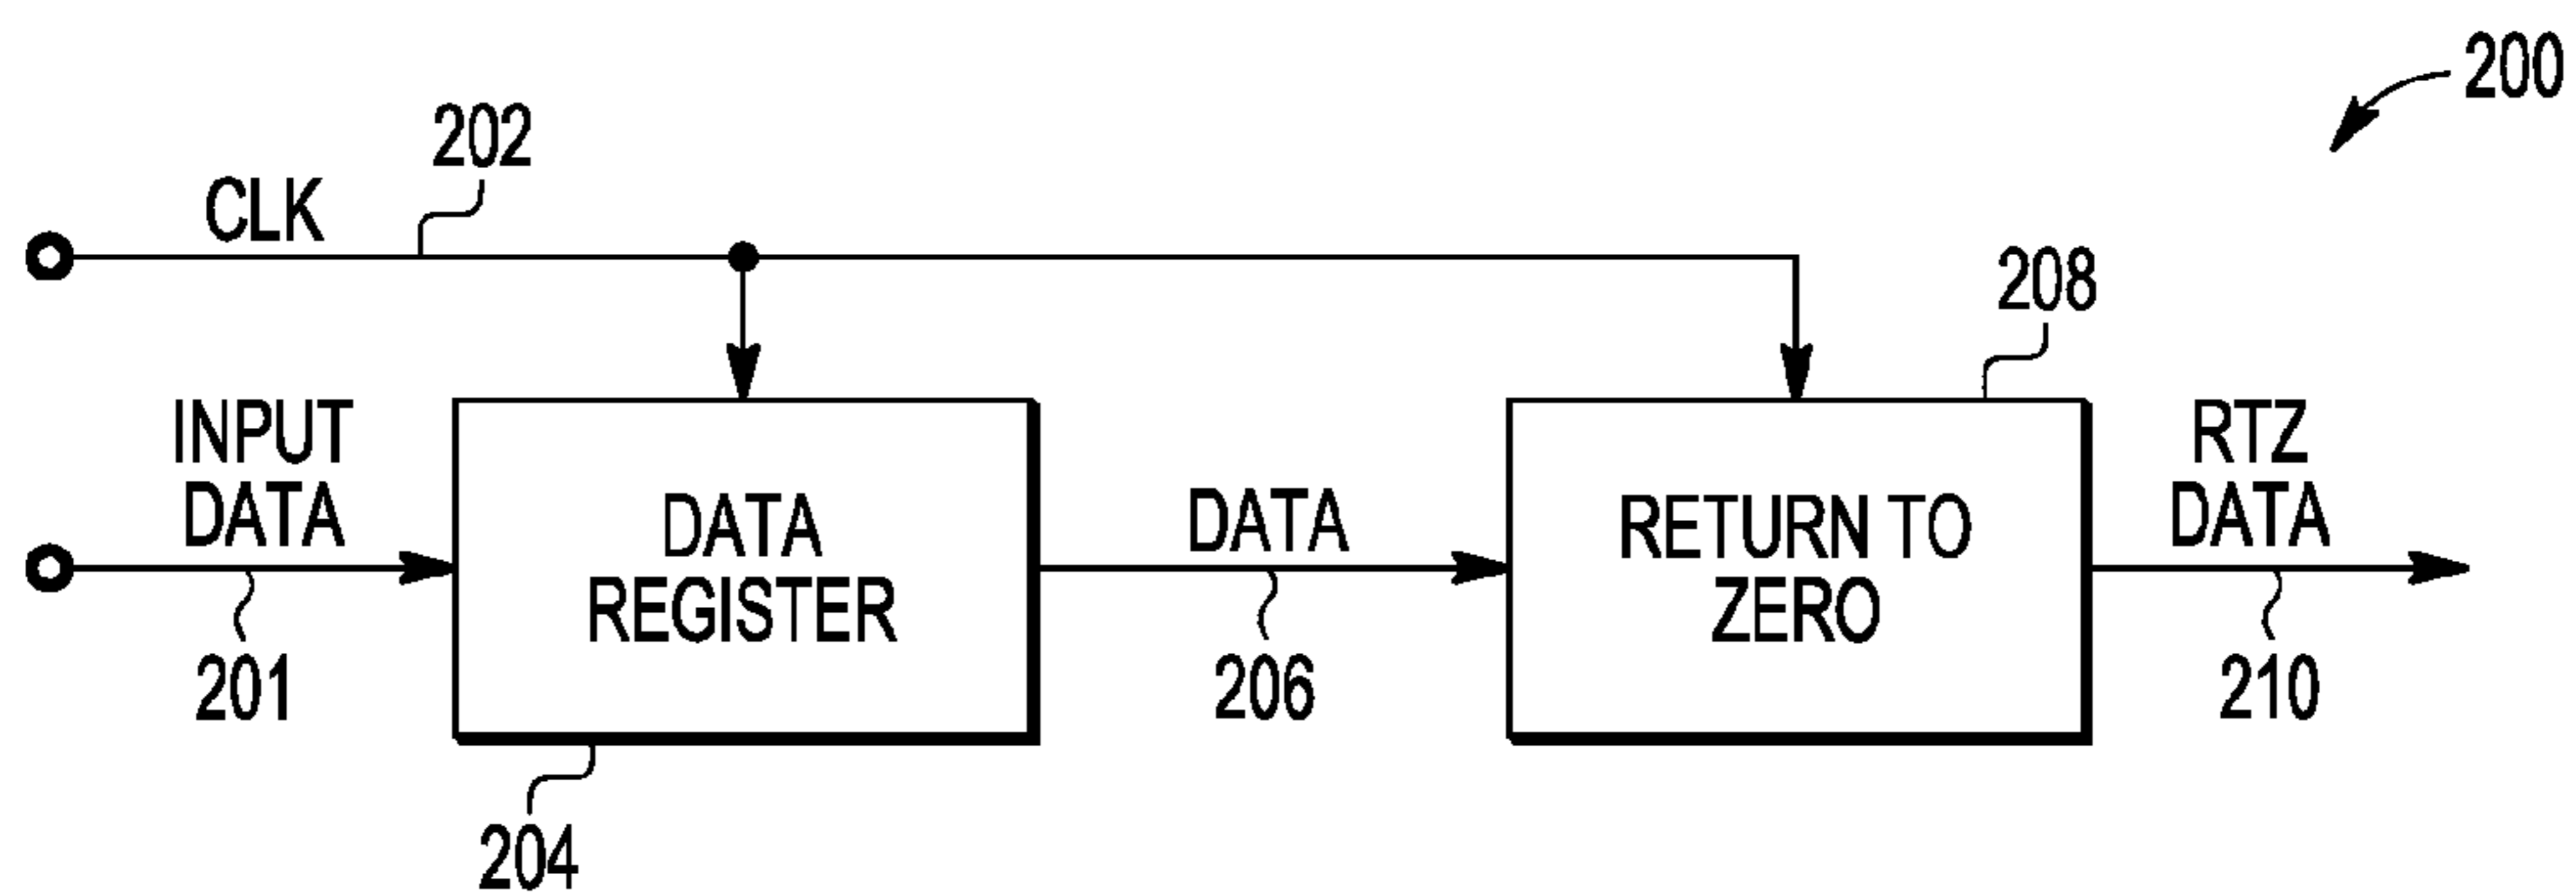 200
202
CLK
208
INPUT
DATA
201
DATA
REGISTER
204
DATA
206
RETURN TO
ZERO
RTZ
DATA
210